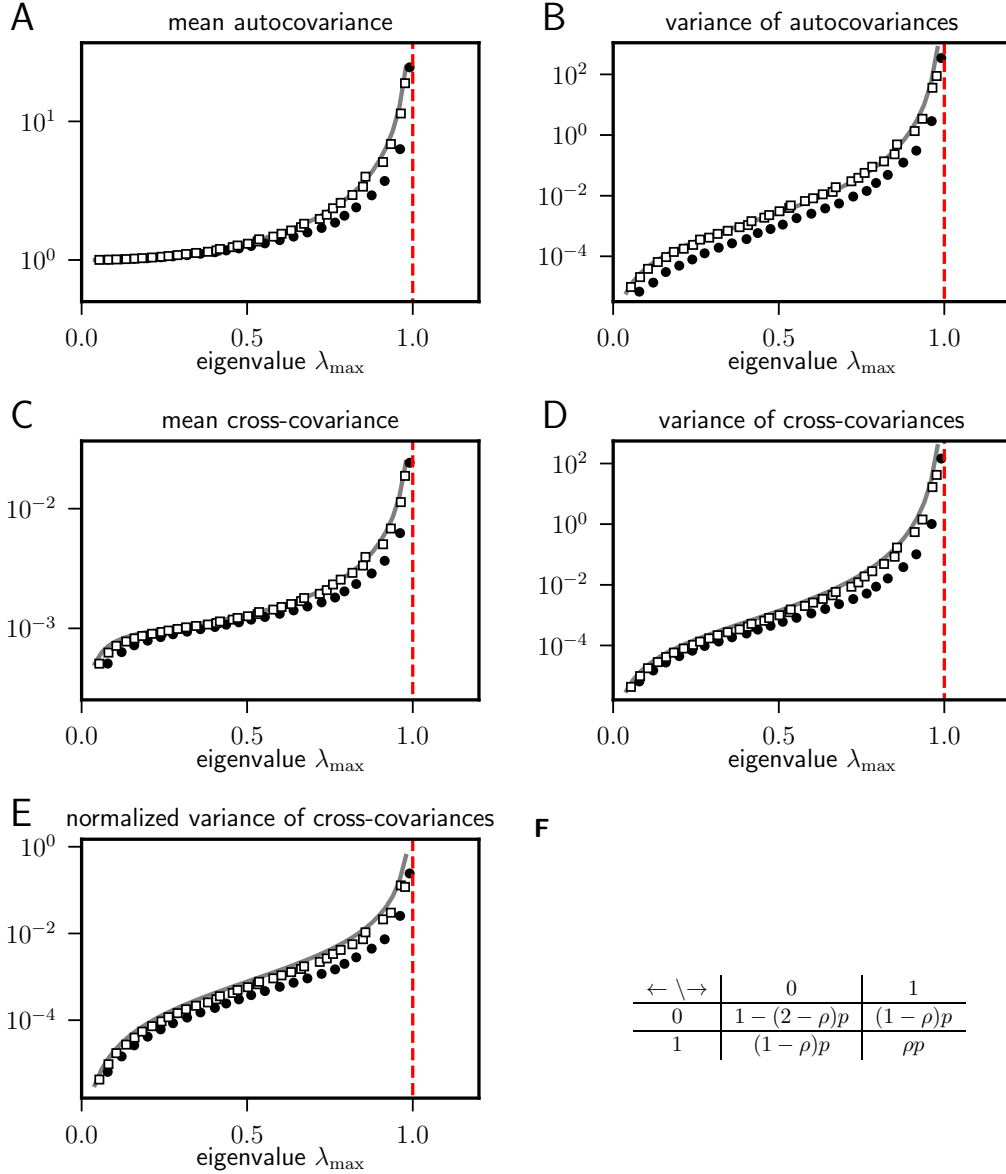 A
mean autocovariance
10^1
10^0
0.0 0.5 1.0
eigenvalue λ_max
B
variance of autocovariances
10^2
10^0
10^−2
10^−4
0.0 0.5 1.0
eigenvalue λ_max
C
mean cross-covariance
10^−2
10^−3
0.0 0.5 1.0
eigenvalue λ_max
D
variance of cross-covariances
10^2
10^0
10^−2
10^−4
0.0 0.5 1.0
eigenvalue λ_max
E
normalized variance of cross-covariances
10^0
10^−2
10^−4
0.0 0.5 1.0
eigenvalue λ_max
F
← \→ 0 1
0 1 − (2 − ρ)p (1 − ρ)p
1 (1 − ρ)p ρp